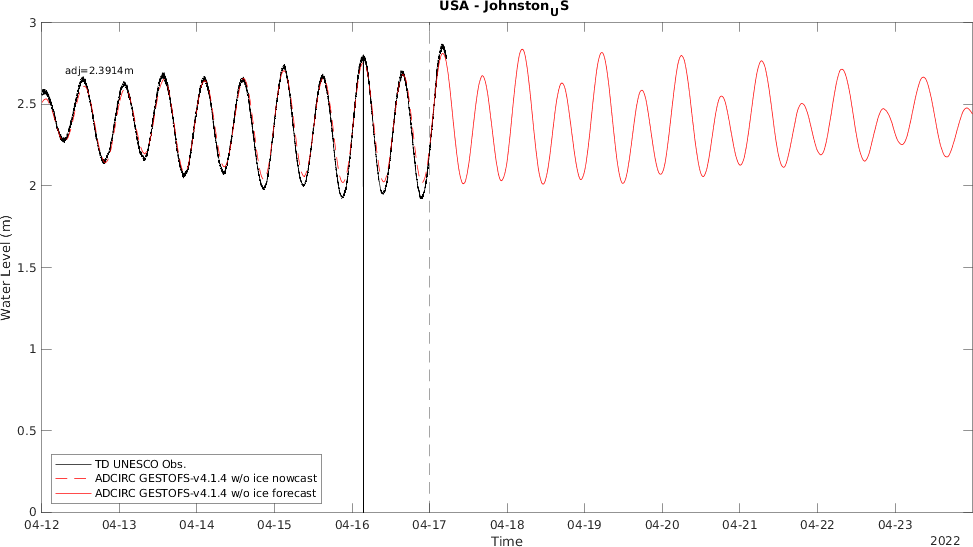 USA - Johnston_US
adj=2.3914m
3
2.5
2
1.5
1
0.5
0
Water Level (m)
TD UNESCO Obs.
ADCIRC GESTOFS-v4.1.4 w/o ice nowcast
ADCIRC GESTOFS-v4.1.4 w/o ice forecast
04-12 04-13 04-14 04-15 04-16 04-17 04-18 04-19 04-20 04-21 04-22 04-23
Time
2022